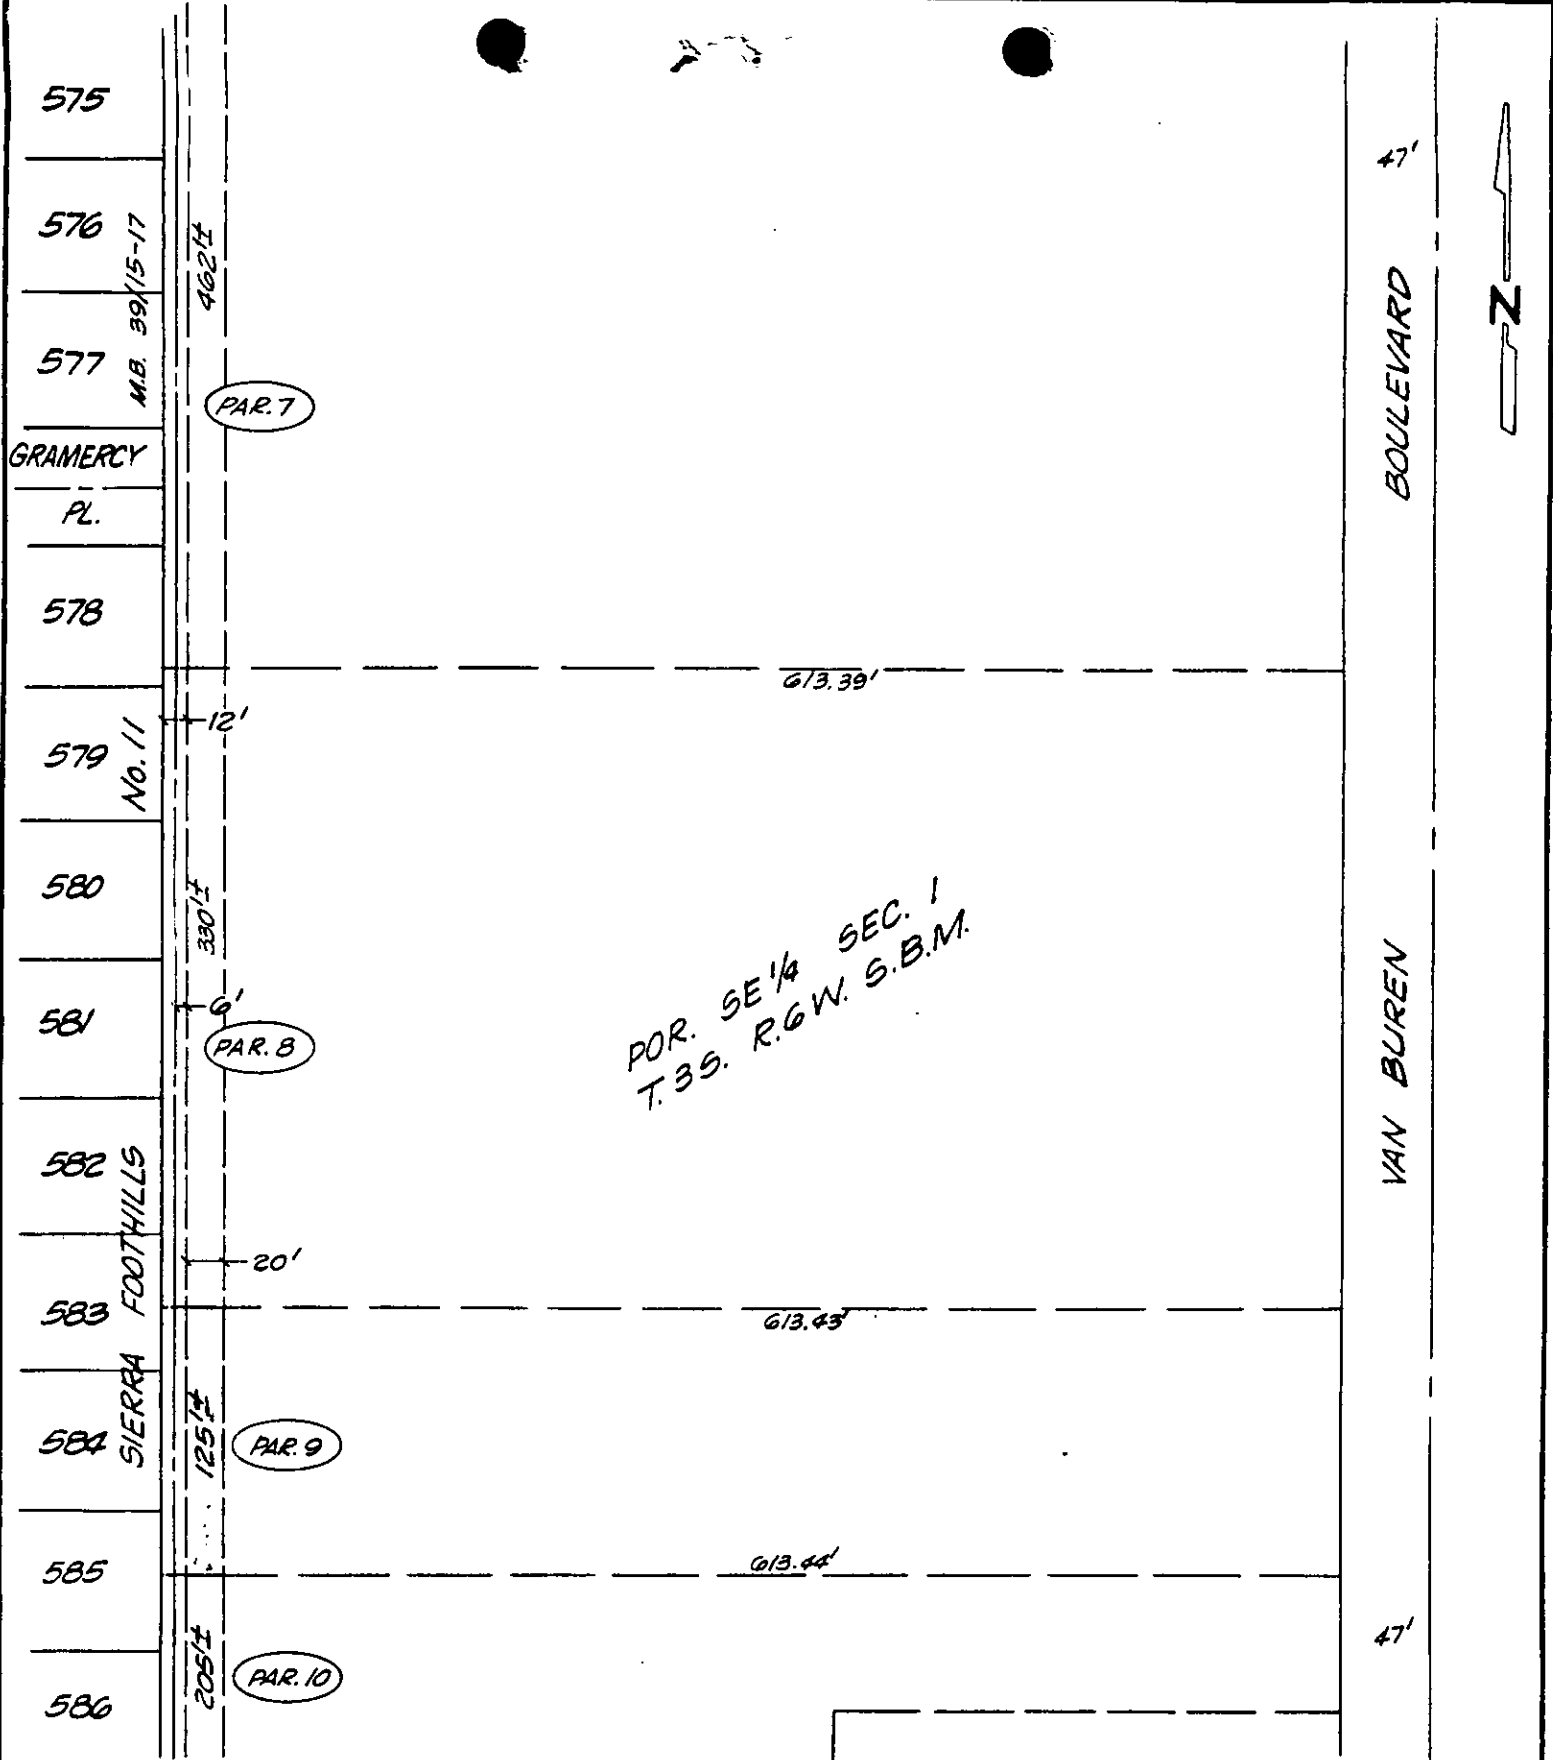 575
47'
576
M.B. 39/15-17
462'±
577
PAR. 7
BOULEVARD
N
GRAMERCY
PL.
578
613.39'
12'
579
No. 11
580
330'±
POR. SE 1/4 SEC. 1
T.3S. R.6W. S.B.M.
581
6'
PAR. 8
VAN BUREN
582
SIERRA FOOTHILLS
20'
583
613.43'
584
125'±
PAR. 9
585
613.44'
205'±
PAR. 10
47'
586